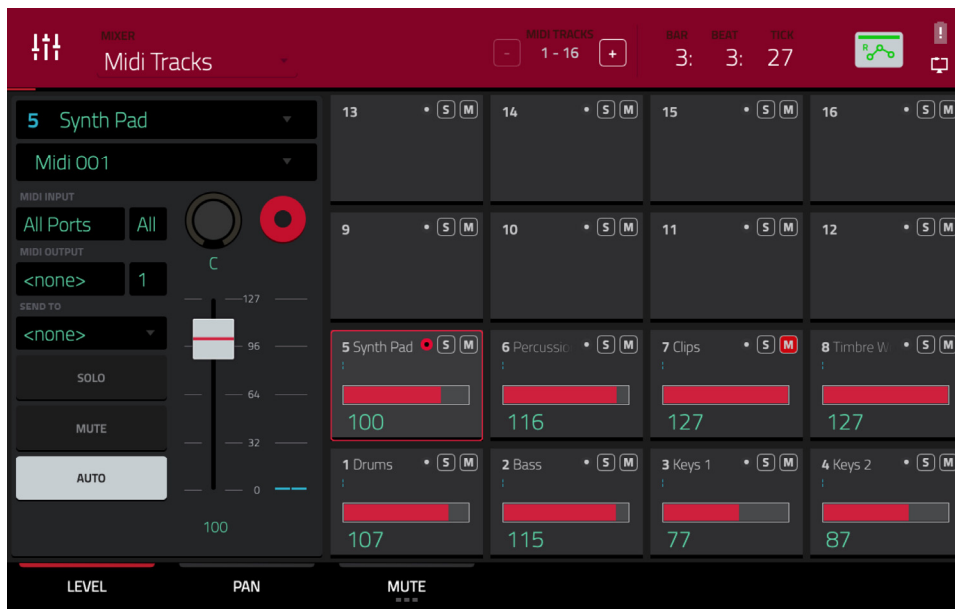 MIXER
Midi Tracks
MIDI TRACKS
- 1 - 16 +
BAR BEAT TICK
3: 3: 27
R
!
5 Synth Pad
Midi 001
MIDI INPUT
All Ports All
MIDI OUTPUT
<none> 1
SEND TO
<none>
SOLO
MUTE
AUTO
C
127
96
64
32
0
100
13 S M
14 S M
15 S M
16 S M
9 S M
10 S M
11 S M
12 S M
5 Synth Pad S M
100
6 Percussio S M
116
7 Clips S M
127
8 Timbre W S M
127
1 Drums S M
107
2 Bass S M
115
3 Keys 1 S M
77
4 Keys 2 S M
87
LEVEL PAN MUTE